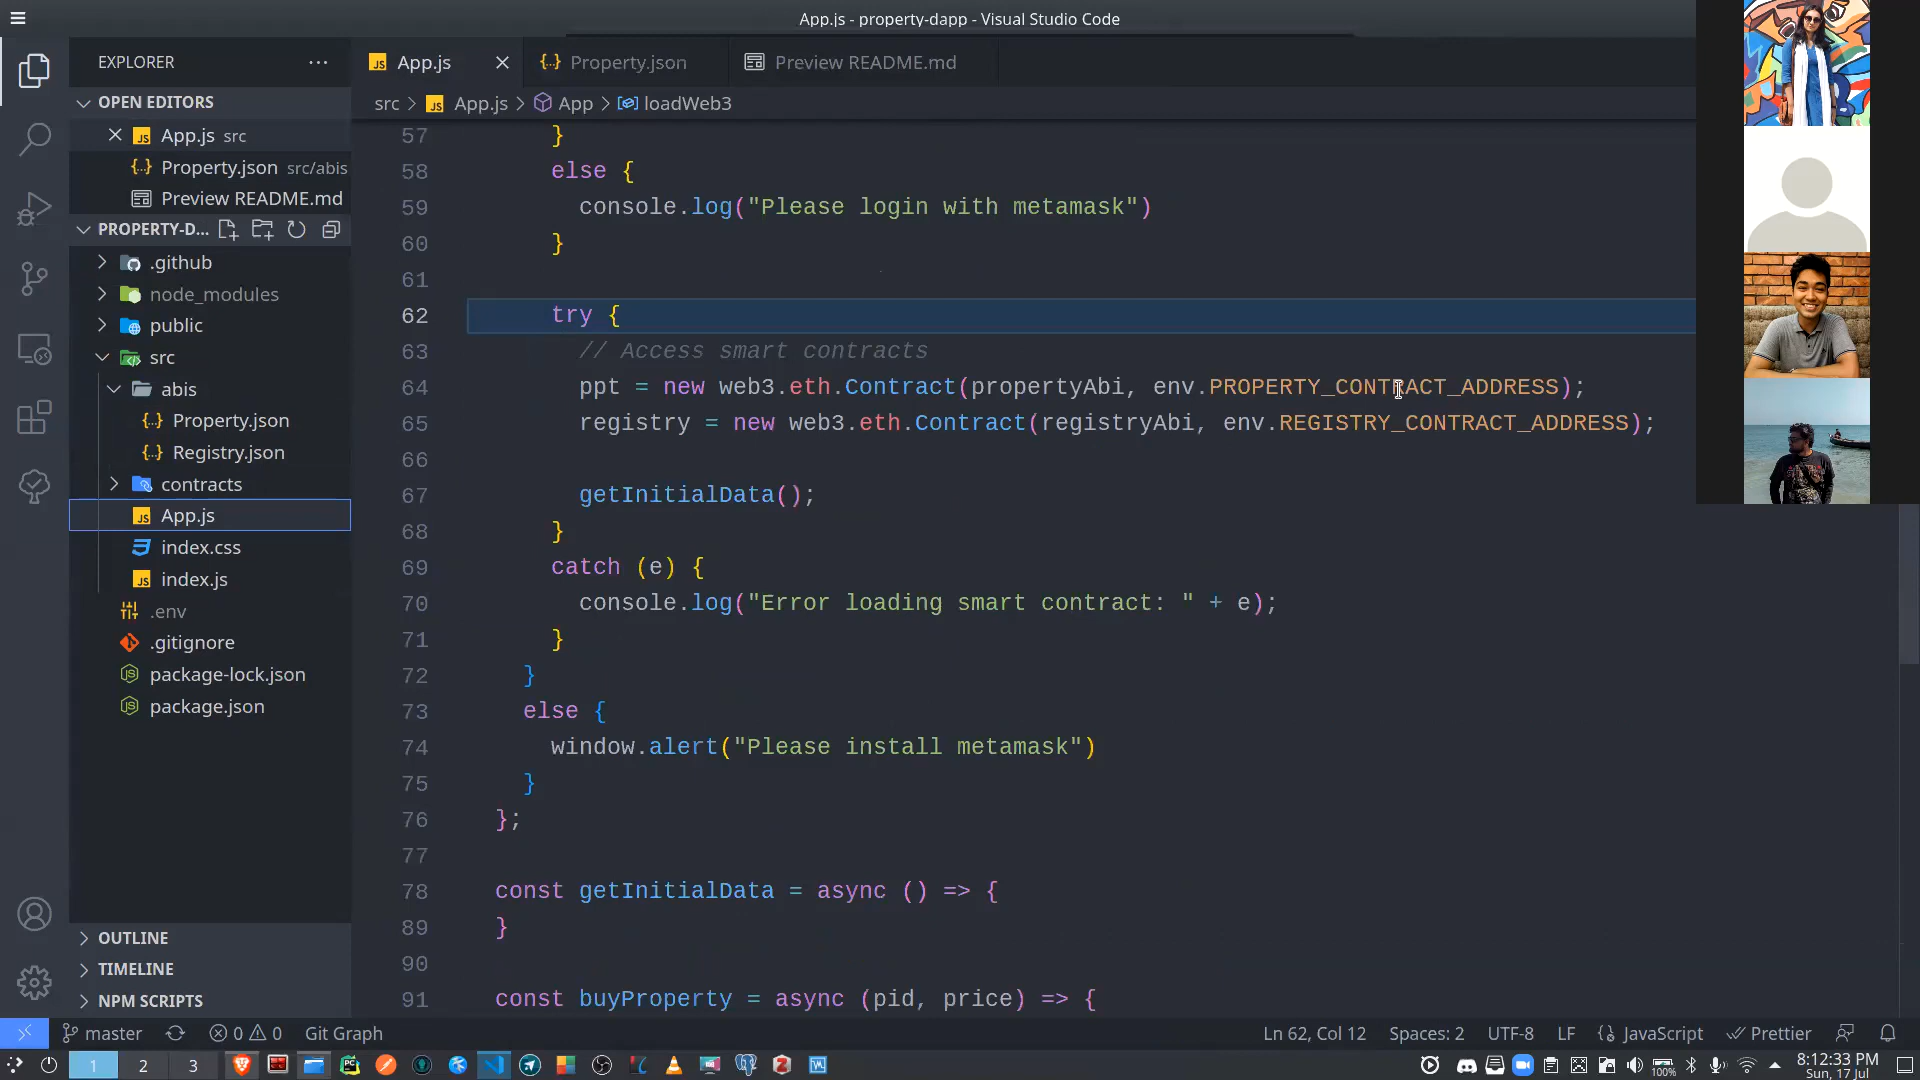 App.js - property-dapp - Visual Studio Code
EXPLORER
App.js
Property.json
Preview README.md
src > App.js > App > loadWeb3
OPEN EDITORS
App.js src
Property.json src/abis
Preview README.md
PROPERTY-D...
.github
node_modules
public
src
abis
Property.json
Registry.json
contracts
App.js
index.css
index.js
.env
.gitignore
package-lock.json
package.json
OUTLINE
TIMELINE
NPM SCRIPTS
57 }
58 else {
59 console.log("Please login with metamask")
60 }
61
62 try {
63 // Access smart contracts
64 ppt = new web3.eth.Contract(propertyAbi, env.PROPERTY_CONTRACT_ADDRESS);
65 registry = new web3.eth.Contract(registryAbi, env.REGISTRY_CONTRACT_ADDRESS);
66
67 getInitialData();
68 }
69 catch (e) {
70 console.log("Error loading smart contract: " + e);
71 }
72 }
73 else {
74 window.alert("Please install metamask")
75 }
76 };
77
78 const getInitialData = async () => {
89 }
90
91 const buyProperty = async (pid, price) => {
master 0 0 Git Graph Ln 62, Col 12 Spaces: 2 UTF-8 LF JavaScript Prettier
1 2 3 100% 8:12:33 PM
Sun, 17 Jul